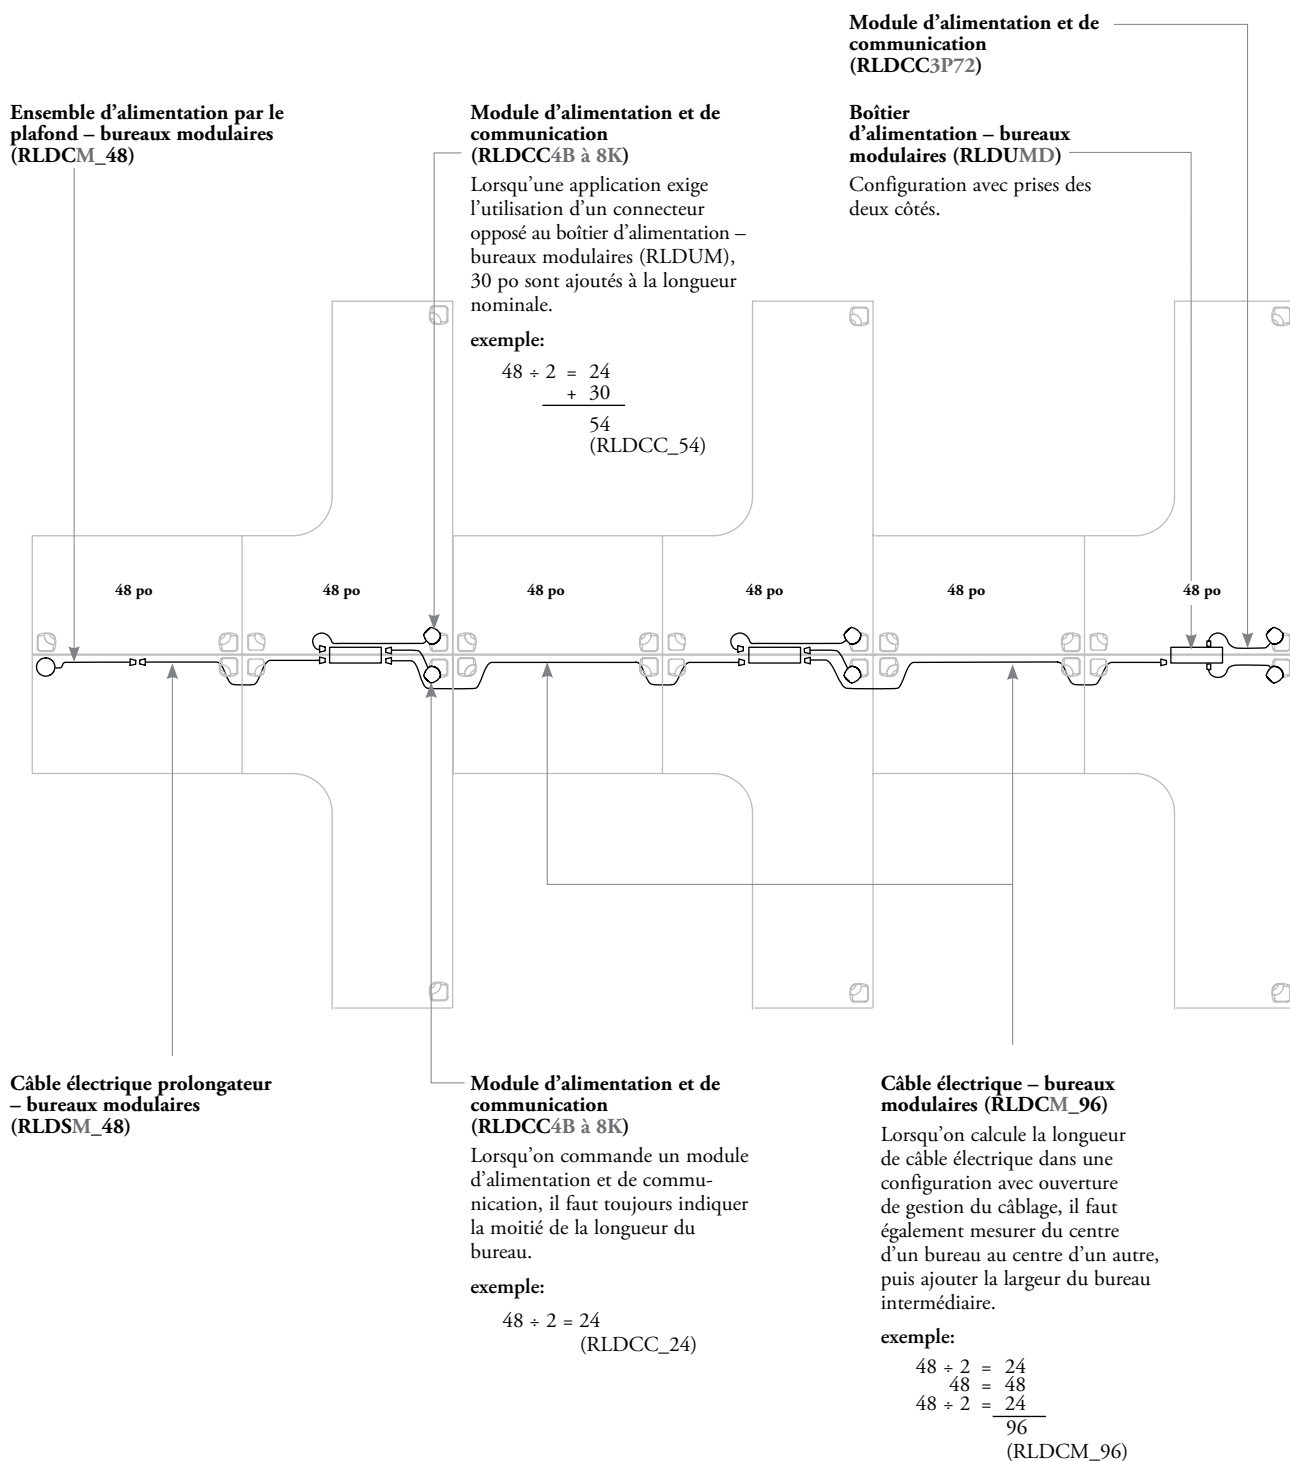 Module d’alimentation et de
communication
(RLDCC3P72)
Ensemble d’alimentation par le
plafond – bureaux modulaires
(RLDCM_48)
Module d’alimentation et de
communication
(RLDCC4B à 8K)
Lorsqu’une application exige
l’utilisation d’un connecteur
opposé au boîtier d’alimentation –
bureaux modulaires (RLDUM),
30 po sont ajoutés à la longueur
nominale.
exemple:
48 ÷ 2 = 24
+ 30
54
(RLDCC_54)
Boîtier
d’alimentation – bureaux
modulaires (RLDUMD)
Configuration avec prises des
deux côtés.
48 po
48 po
48 po
48 po
48 po
48 po
Câble électrique prolongateur
– bureaux modulaires
(RLDSM_48)
Module d’alimentation et de
communication
(RLDCC4B à 8K)
Lorsqu’on commande un module
d’alimentation et de commu-
nication, il faut toujours indiquer
la moitié de la longueur du
bureau.
exemple:
48 ÷ 2 = 24
(RLDCC_24)
Câble électrique – bureaux
modulaires (RLDCM_96)
Lorsqu’on calcule la longueur
de câble électrique dans une
configuration avec ouverture
de gestion du câblage, il faut
également mesurer du centre
d’un bureau au centre d’un autre,
puis ajouter la largeur du bureau
intermédiaire.
exemple:
48 ÷ 2 = 24
48 = 48
48 ÷ 2 = 24
96
(RLDCM_96)